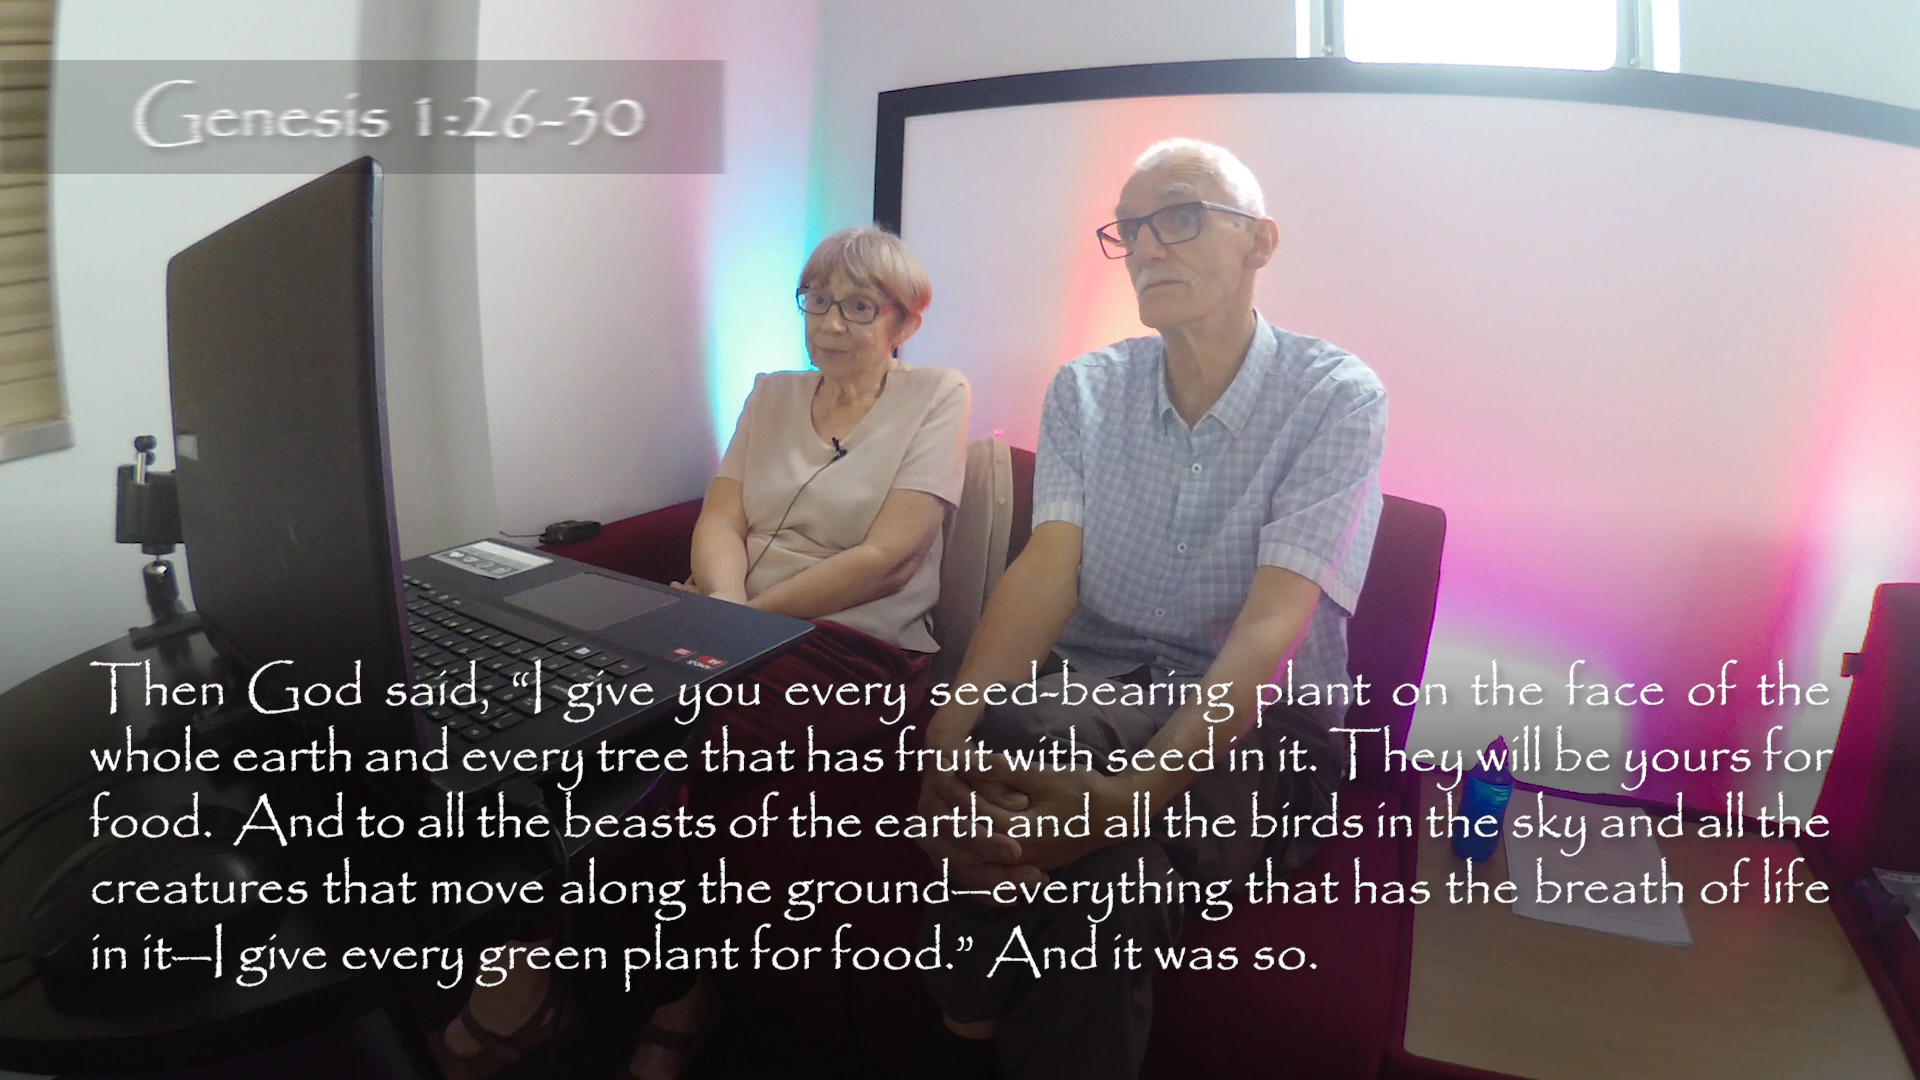 Genesis 1:26-30
Then God said, “I give you every seed-bearing plant on the face of the
whole earth and every tree that has fruit with seed in it. They will be yours for
food. And to all the beasts of the earth and all the birds in the sky and all the
creatures that move along the ground—everything that has the breath of life
in it—I give every green plant for food.” And it was so.